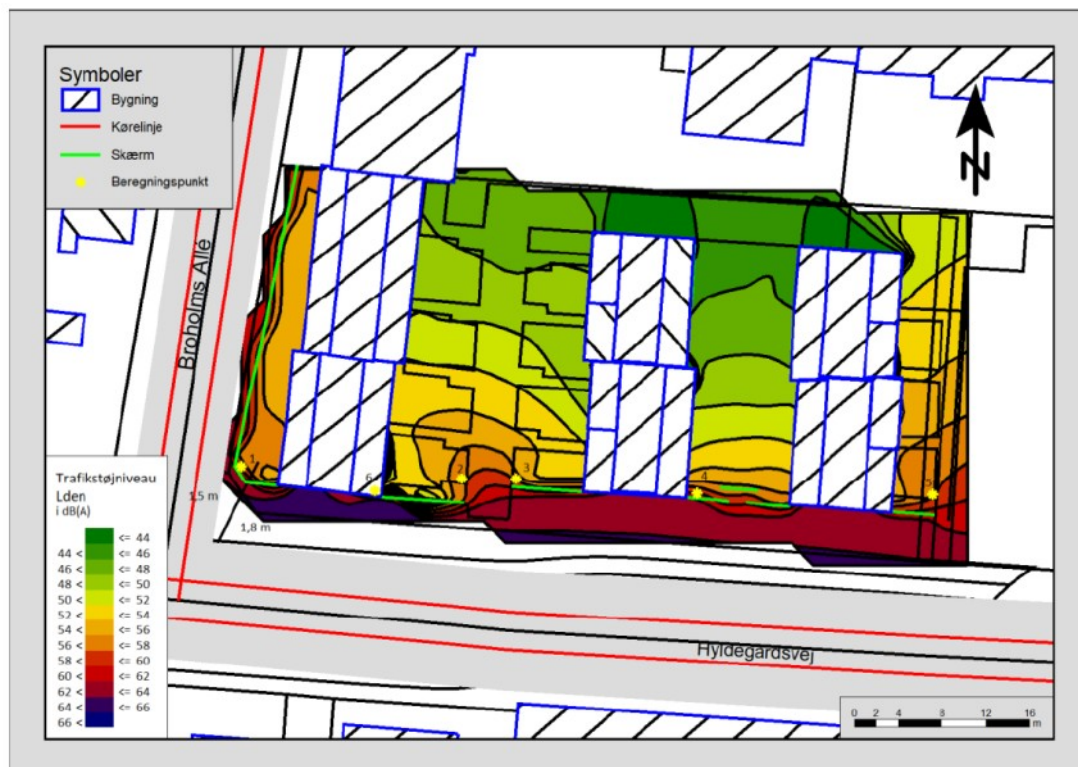 Symboler
Bygning
Kørelinje
Skærm
Beregningspunkt
N
Broholms Allé
1
6
2
3
4
5
1,5 m
1,8 m
Trafikstøjniveau
Lden
i dB(A)
<= 44
44 < <= 46
46 < <= 48
48 < <= 50
50 < <= 52
52 < <= 54
54 < <= 56
56 < <= 58
58 < <= 60
60 < <= 62
62 < <= 64
64 < <= 66
66 <
Hyldegårdsvej
0 2 4 8 12 16
m